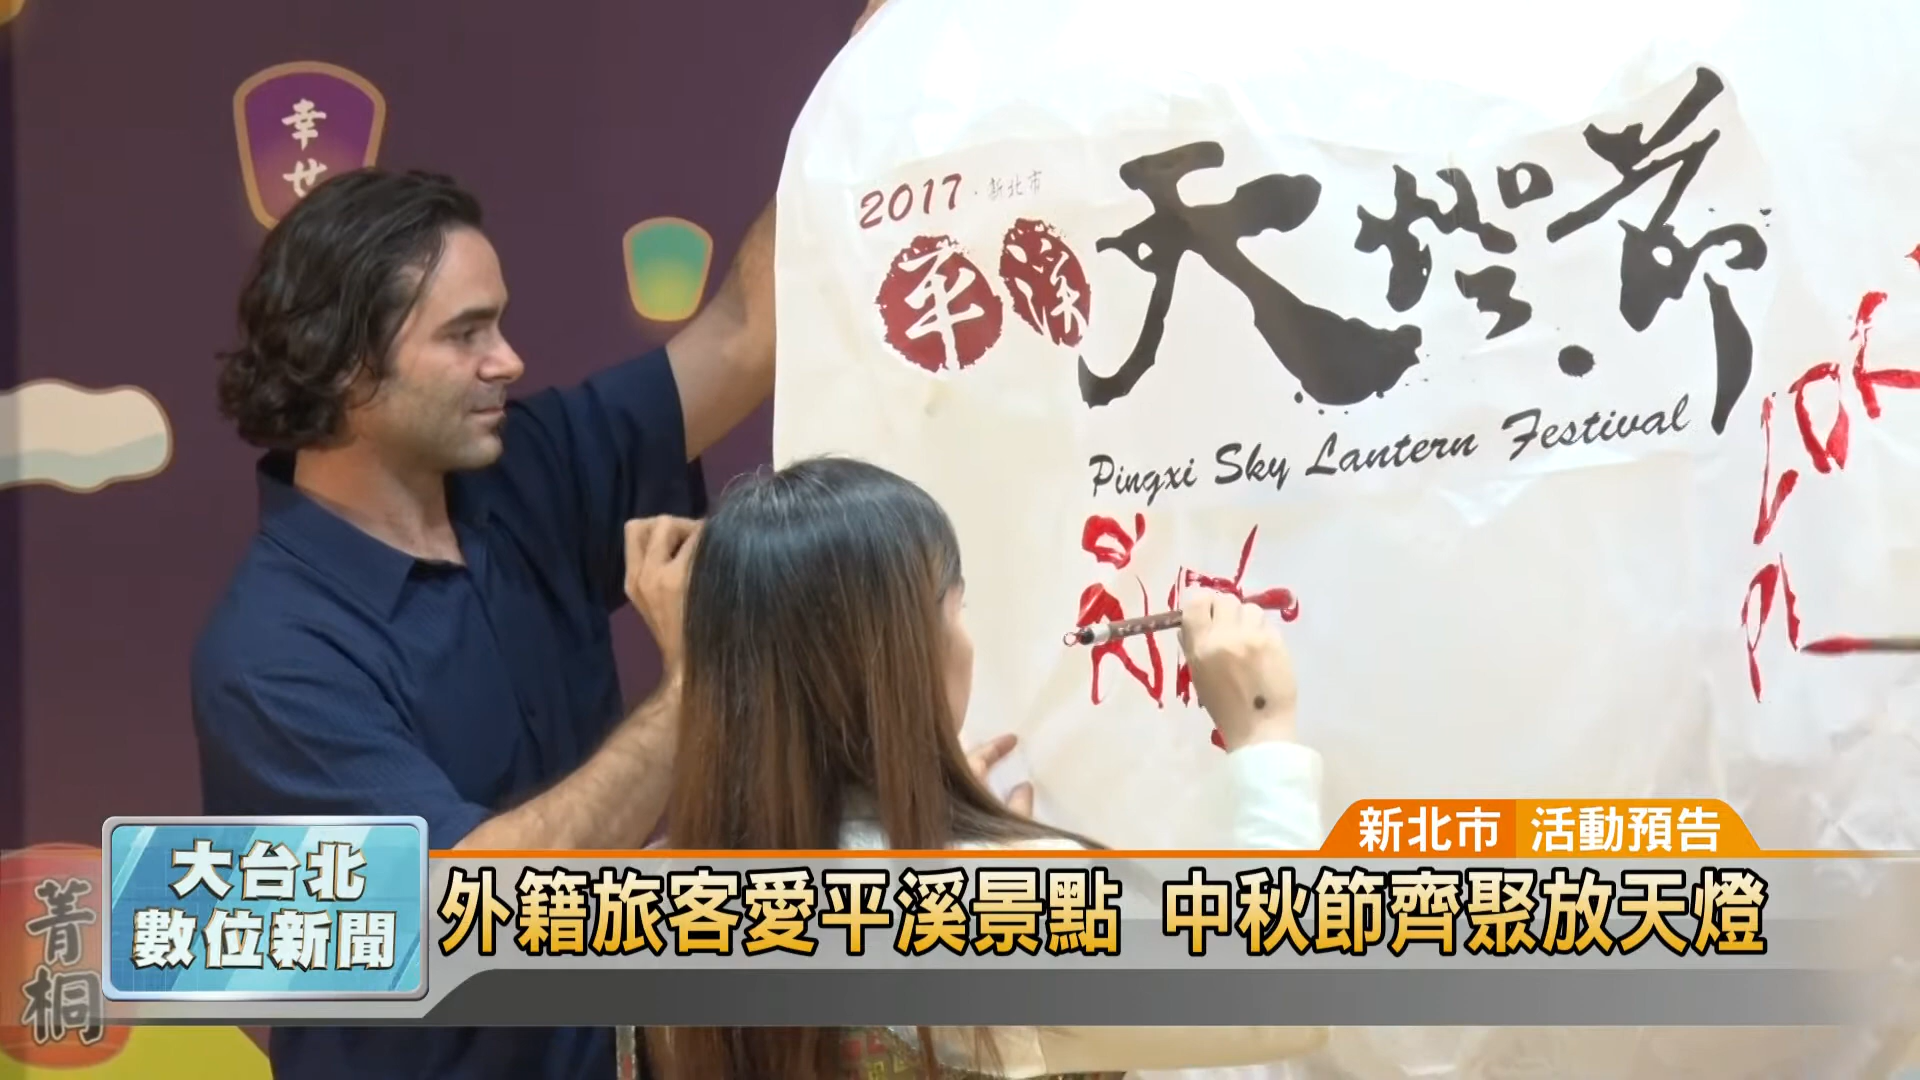 幸
世
2017·新北市
平溪
天燈節
Pingxi Sky Lantern Festival
菁桐
新北市 活動預告
大台北
數位新聞
外籍旅客愛平溪景點 中秋節齊聚放天燈